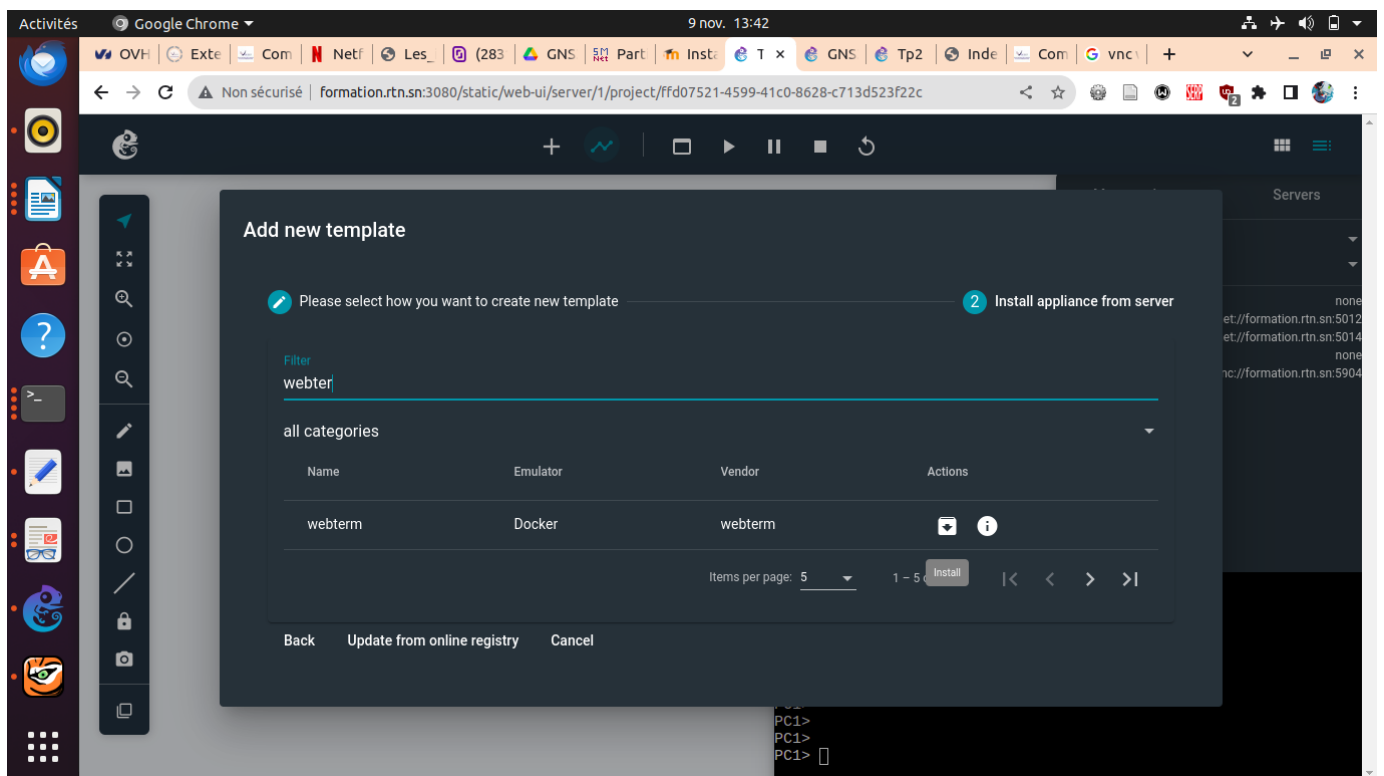 Activités Google Chrome 9 nov. 13:42
OVH Exte Com Netf Les_ (283 GNS Part Insta T GNS Tp2 Inde Com vnc +
Non sécurisé | formation.rtn.sn:3080/static/web-ui/server/1/project/ffd07521-4599-41c0-8628-c713d523f22c 2
Servers
Add new template
Please select how you want to create new template 2 Install appliance from server
none
et://formation.rtn.sn:5012
et://formation.rtn.sn:5014
none
nc://formation.rtn.sn:5904
Filter
webter
all categories
Name Emulator Vendor Actions
webterm Docker webterm
Items per page: 5 1 – 5
Install
Back Update from online registry Cancel
PC1>
PC1>
PC1>